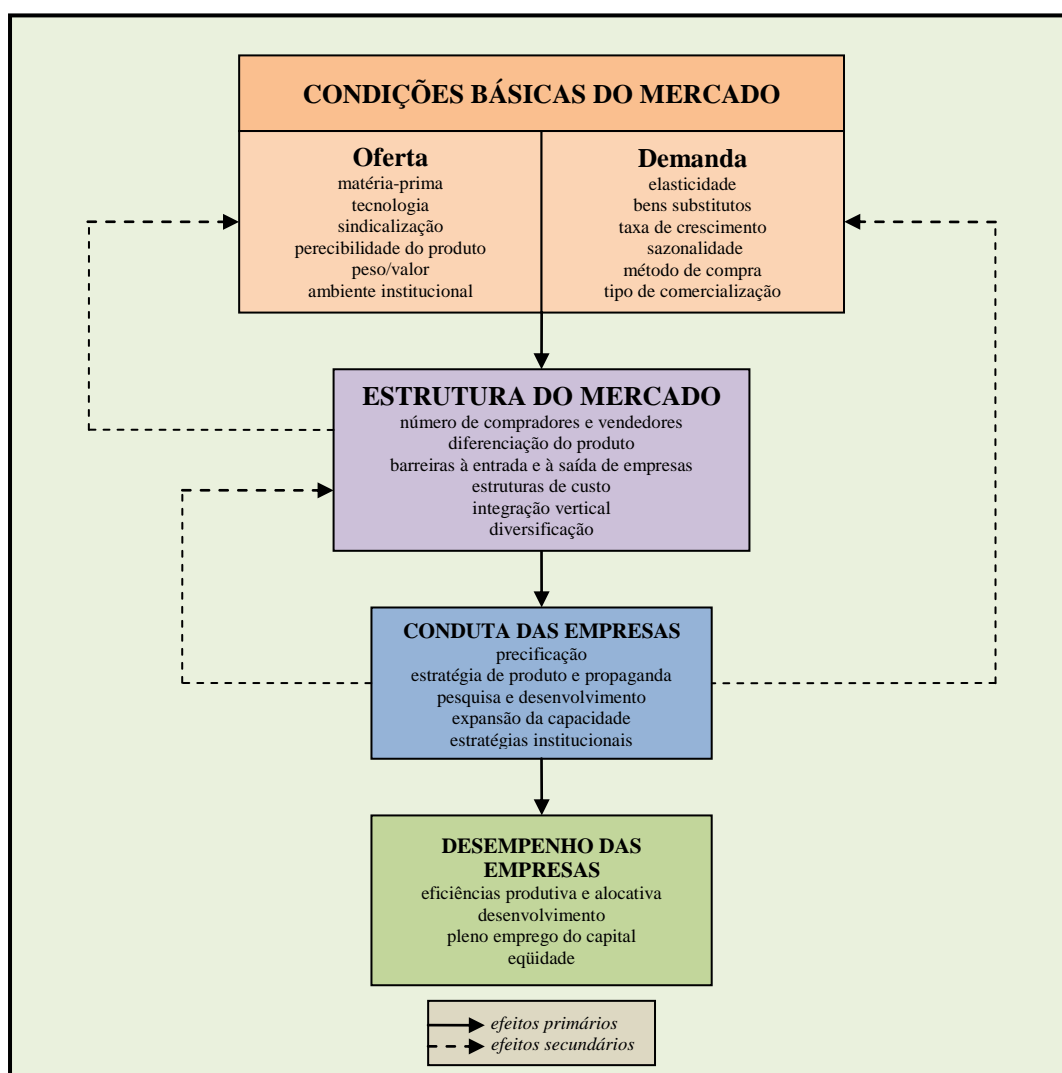 CONDIÇÕES BÁSICAS DO MERCADO
Oferta
matéria-prima
tecnologia
sindicalização
perecibilidade do produto
peso/valor
ambiente institucional
Demanda
elasticidade
bens substitutos
taxa de crescimento
sazonalidade
método de compra
tipo de comercialização
ESTRUTURA DO MERCADO
número de compradores e vendedores
diferenciação do produto
barreiras à entrada e à saída de empresas
estruturas de custo
integração vertical
diversificação
CONDUTA DAS EMPRESAS
precificação
estratégia de produto e propaganda
pesquisa e desenvolvimento
expansão da capacidade
estratégias institucionais
DESEMPENHO DAS
EMPRESAS
eficiências produtiva e alocativa
desenvolvimento
pleno emprego do capital
eqüidade
efeitos primários
efeitos secundários